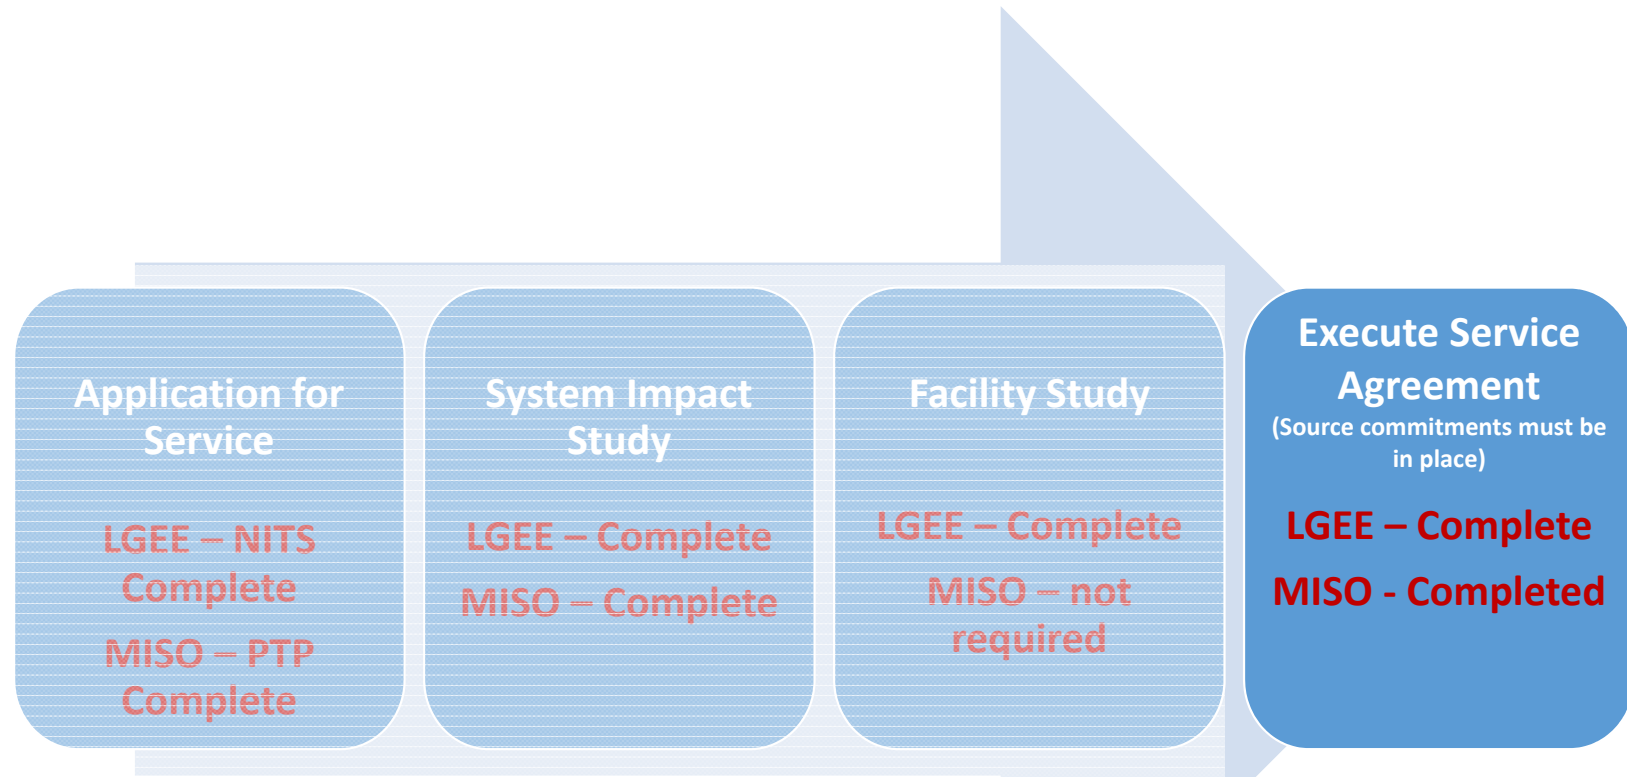 Application for
Service
LGEE – NITS
Complete
MISO – PTP
Complete
System Impact
Study
LGEE – Complete
MISO – Complete
Facility Study
LGEE – Complete
MISO – not
required
Execute Service
Agreement
(Source commitments must be
in place)
LGEE – Complete
MISO - Completed